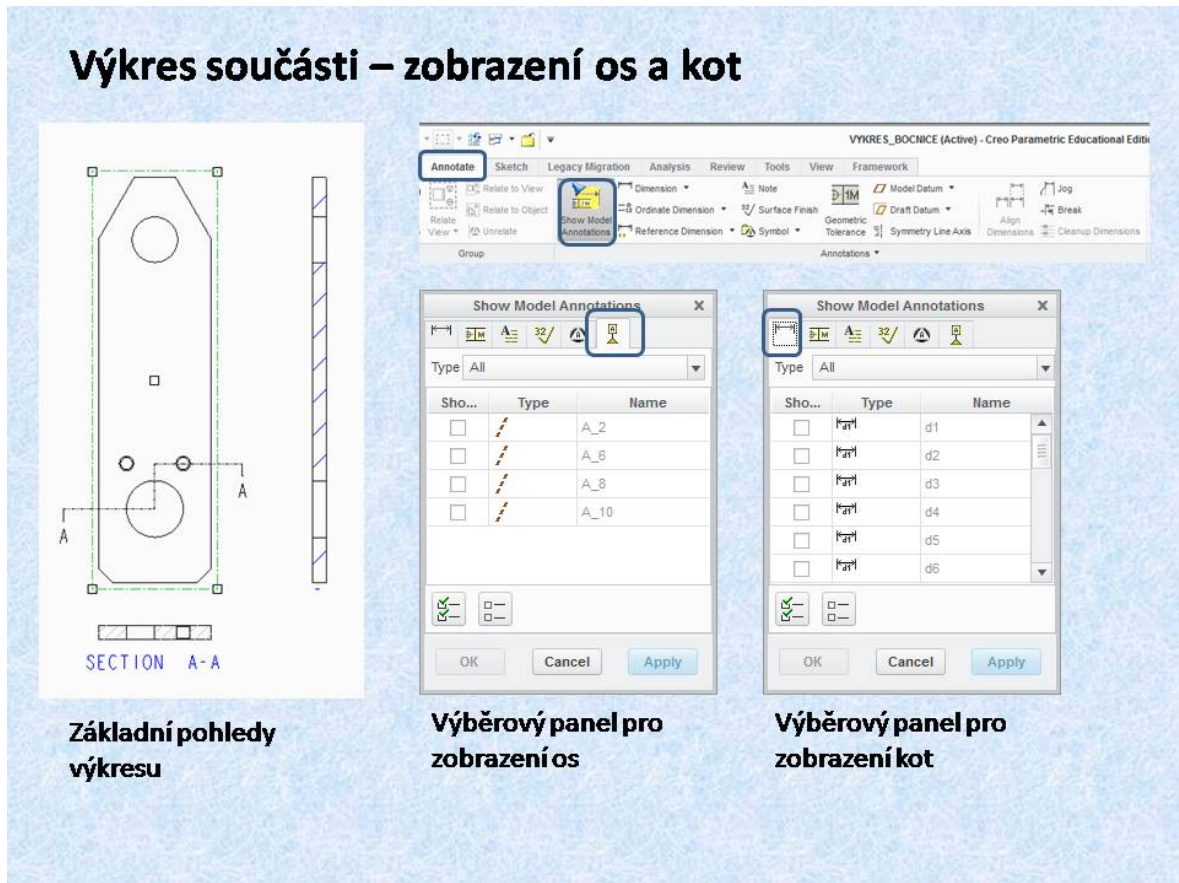 Výkres součásti – zobrazení os a kot
VYKRES_BOCNICE (Active) - Creo Parametric Educational Editi
Annotate Sketch Legacy Migration Analysis Review Tools View Framework
Relate to View
Relate to Object
Unrelate
Relate
View
Group
Show Model
Annotations
Dimension
Ordinate Dimension
Reference Dimension
Note
Surface Finish
Symbol
Geometric
Tolerance
Model Datum
Draft Datum
Symmetry Line Axis
Align
Dimensions
Jog
Break
Cleanup Dimensions
Annotations
A
A
SECTION A-A
Základní pohledy
výkresu
Show Model Annotations X
Type All
Sho... Type Name
A_2
A_6
A_8
A_10
OK Cancel Apply
Výběrový panel pro
zobrazení os
Show Model Annotations X
Type All
Sho... Type Name
d1
d2
d3
d4
d5
d6
OK Cancel Apply
Výběrový panel pro
zobrazení kot